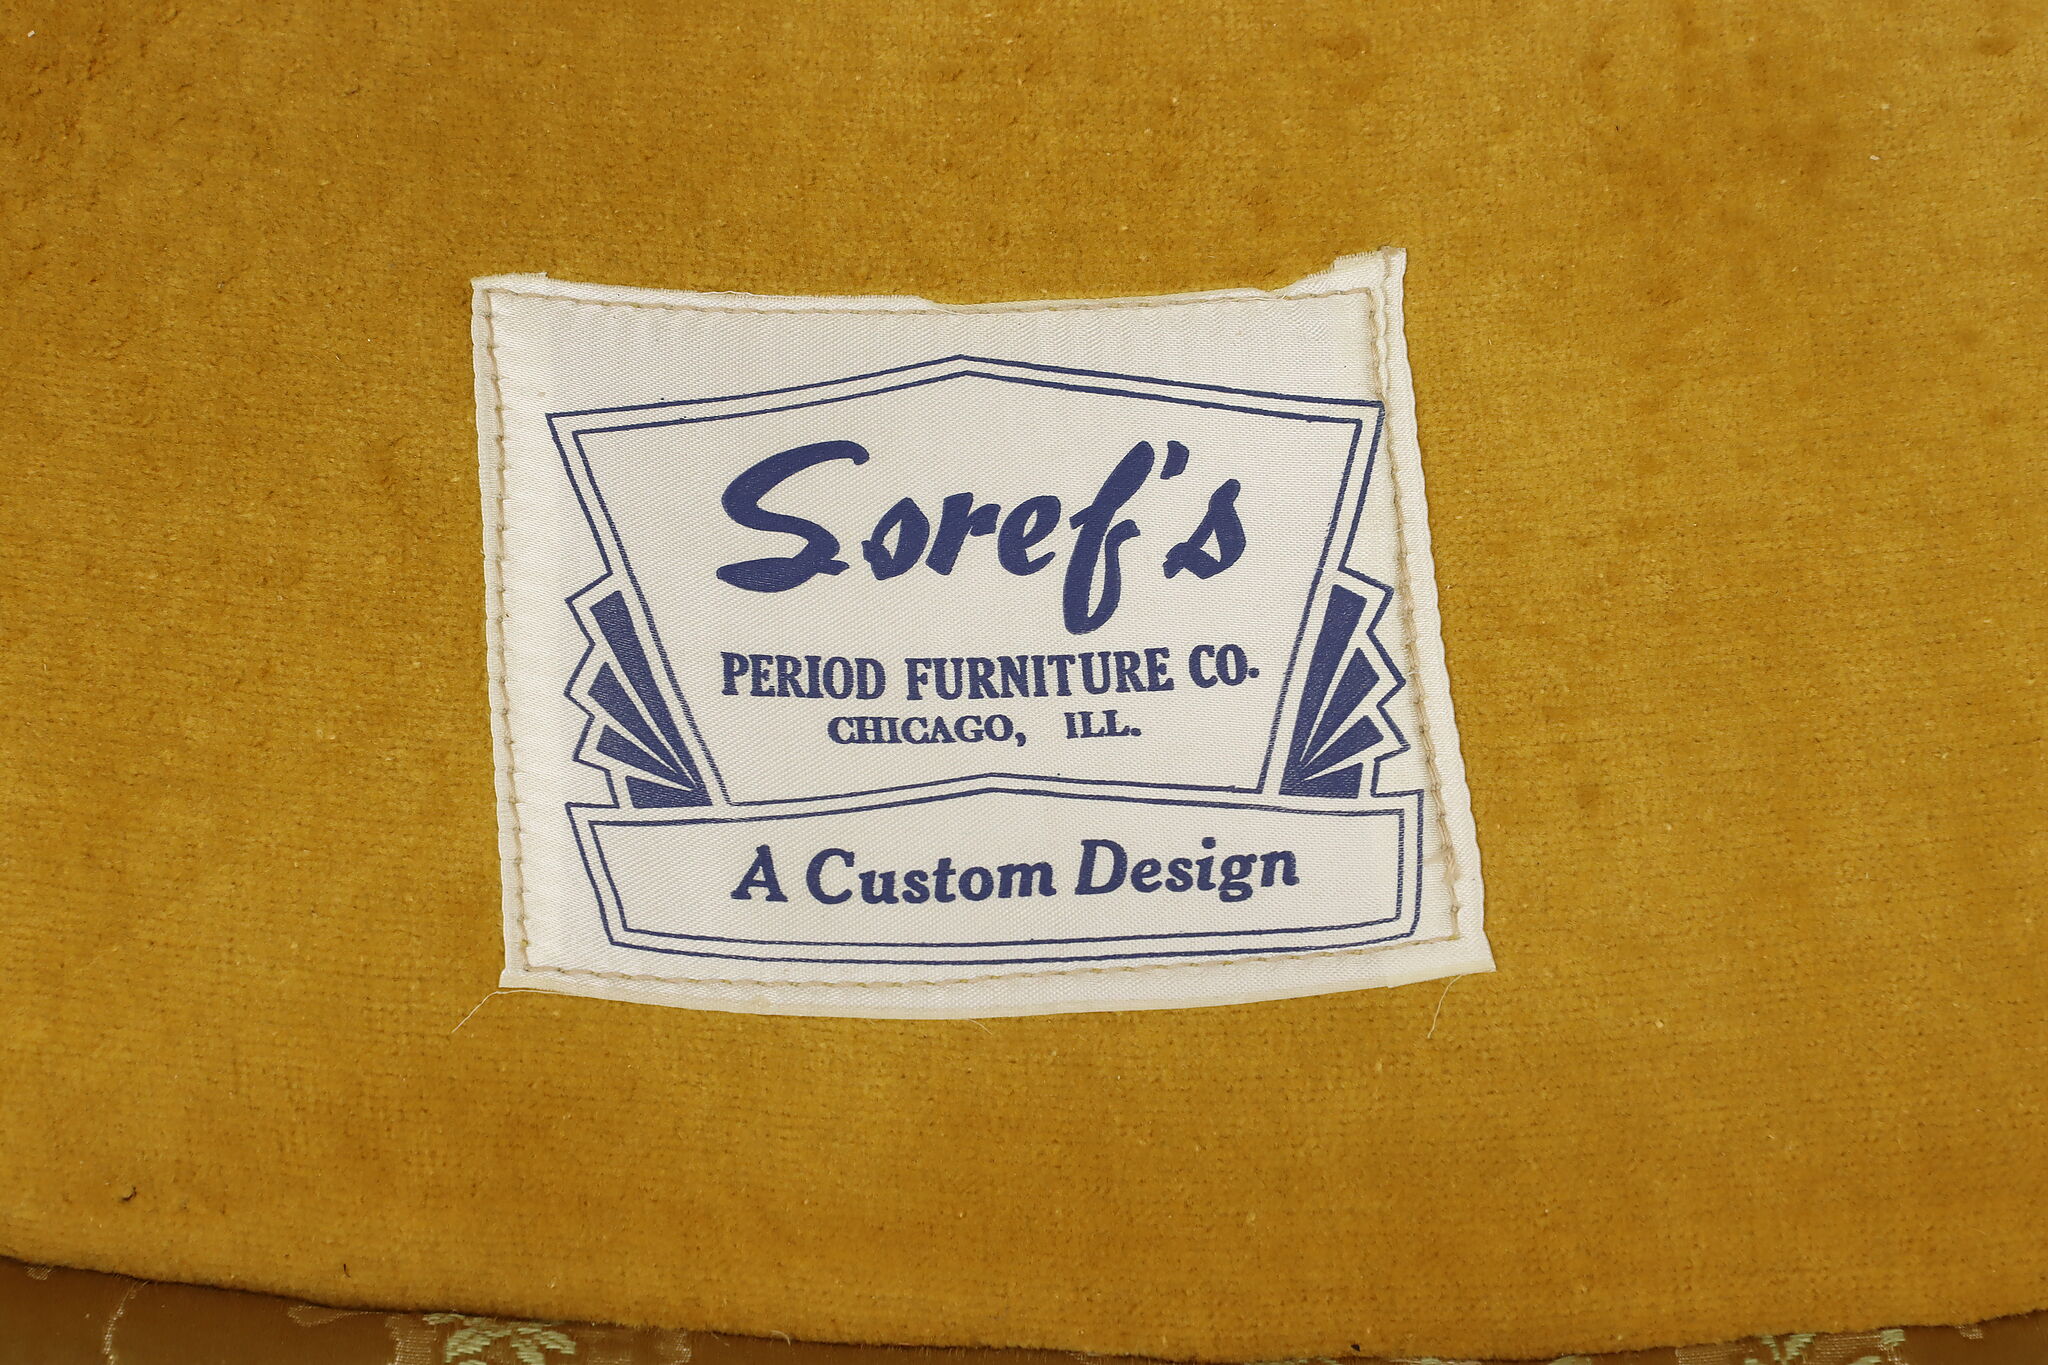 Soref's
PERIOD FURNITURE CO.
CHICAGO, ILL.
A Custom Design